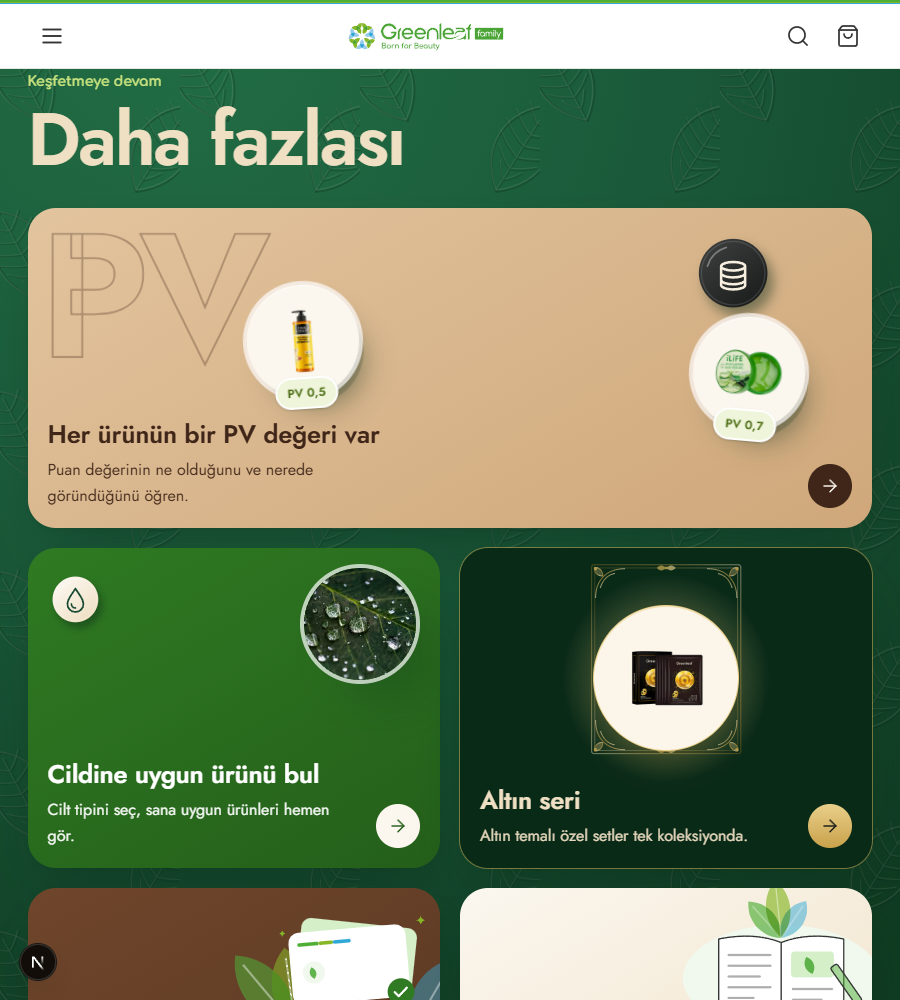 Greenleaf family
Born for Beauty
Keşfetmeye devam
Daha fazlası
PV
PV 0,5
iLiFE
PV 0,7
Her ürünün bir PV değeri var
Puan değerinin ne olduğunu ve nerede
göründüğünü öğren.
Cildine uygun ürünü bul
Cilt tipini seç, sana uygun ürünleri hemen
gör.
Greenleaf
Altın seri
Altın temalı özel setler tek koleksiyonda.
N